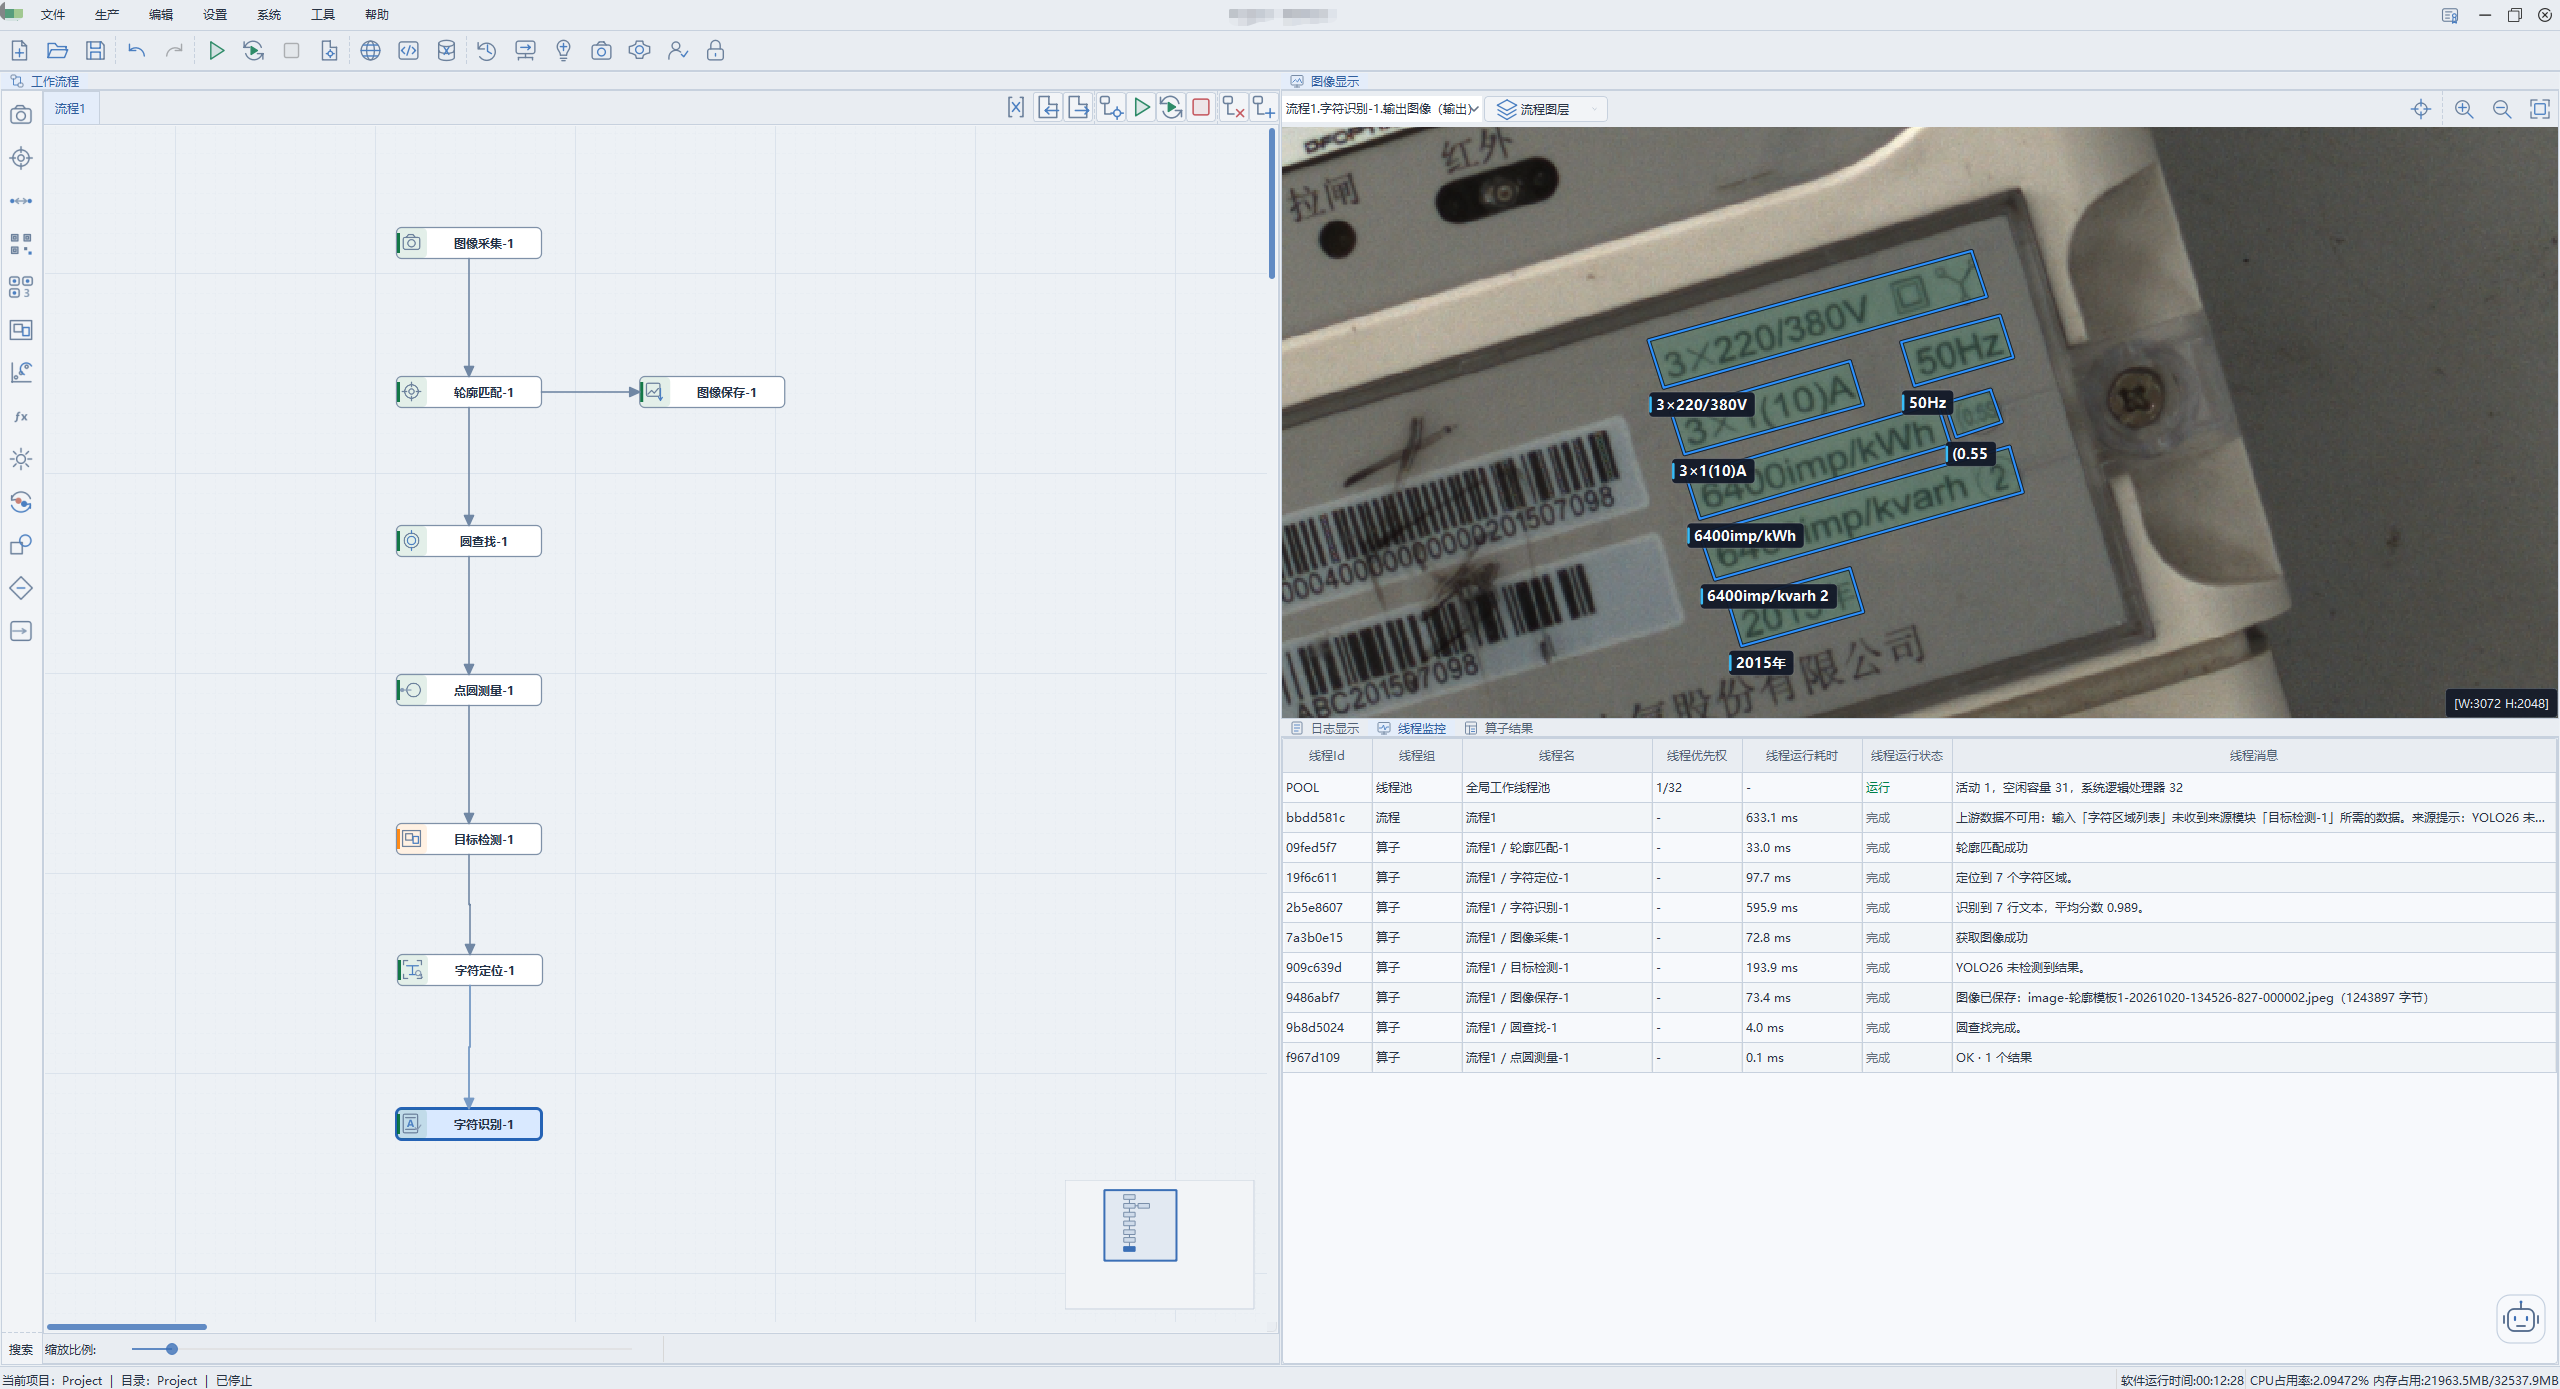 文件 生产 编辑 设置 系统 工具 帮助
工作流程
流程1
图像采集-1
轮廓匹配-1
图像保存-1
圆查找-1
点圆测量-1
目标检测-1
字符定位-1
字符识别-1
搜索 缩放比例:
图像显示
流程1.字符识别-1.输出图像（输出）
流程图层
红外
拉闸
3×220/380V
50Hz
3×1(10)A
6400imp/kWh
3×220/380V
50Hz
(0.55
3×1(10)A
6400imp/kWh
6400imp/kvarh 2
2015年
ABC201507098
股份有限公司
[W:3072 H:2048]
日志显示 线程监控 算子结果
线程Id 线程组 线程名 线程优先权 线程运行耗时 线程运行状态 线程消息
POOL 线程池 全局工作线程池 1/32 - 运行 活动 1，空闲容量 31，系统逻辑处理器 32
bbdd581c 流程 流程1 - 633.1 ms 完成 上游数据不可用：输入「字符区域列表」未收到来源模块「目标检测-1」所需的数据。来源提示：YOLO26 未...
09fed5f7 算子 流程1 / 轮廓匹配-1 - 33.0 ms 完成 轮廓匹配成功
19f6c611 算子 流程1 / 字符定位-1 - 97.7 ms 完成 定位到 7 个字符区域。
2b5e8607 算子 流程1 / 字符识别-1 - 595.9 ms 完成 识别到 7 行文本，平均分数 0.989。
7a3b0e15 算子 流程1 / 图像采集-1 - 72.8 ms 完成 获取图像成功
909c639d 算子 流程1 / 目标检测-1 - 193.9 ms 完成 YOLO26 未检测到结果。
9486abf7 算子 流程1 / 图像保存-1 - 73.4 ms 完成 图像已保存：image-轮廓模板1-20261020-134526-827-000002.jpeg（1243897 字节）
9b8d5024 算子 流程1 / 圆查找-1 - 4.0 ms 完成 圆查找完成。
f967d109 算子 流程1 / 点圆测量-1 - 0.1 ms 完成 OK · 1 个结果
当前项目：Project | 目录：Project | 已停止
软件运行时间:00:12:28 CPU占用率:2.09472% 内存占用:21963.5MB/32537.9MB